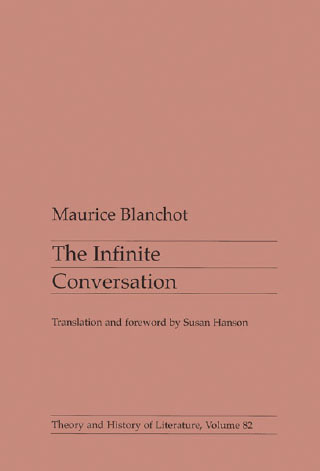 Maurice Blanchot
The Infinite
Conversation
Translation and foreword by Susan Hanson
Theory and History of Literature, Volume 82